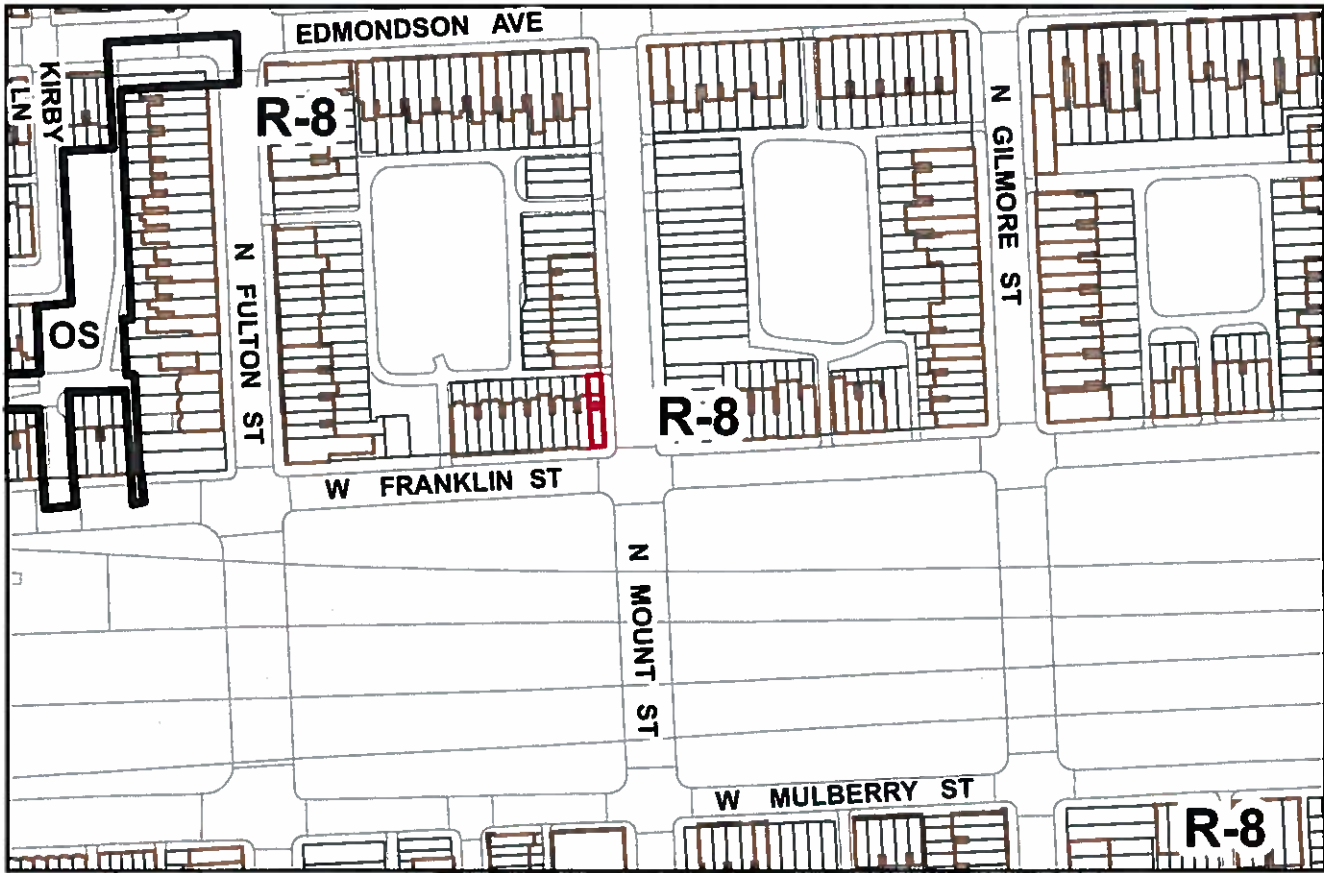 EDMONDSON AVE
KIRBY
LN
R-8
N GILMORE ST
N FULTON ST
OS
R-8
W FRANKLIN ST
N MOUNT ST
W MULBERRY ST
R-8